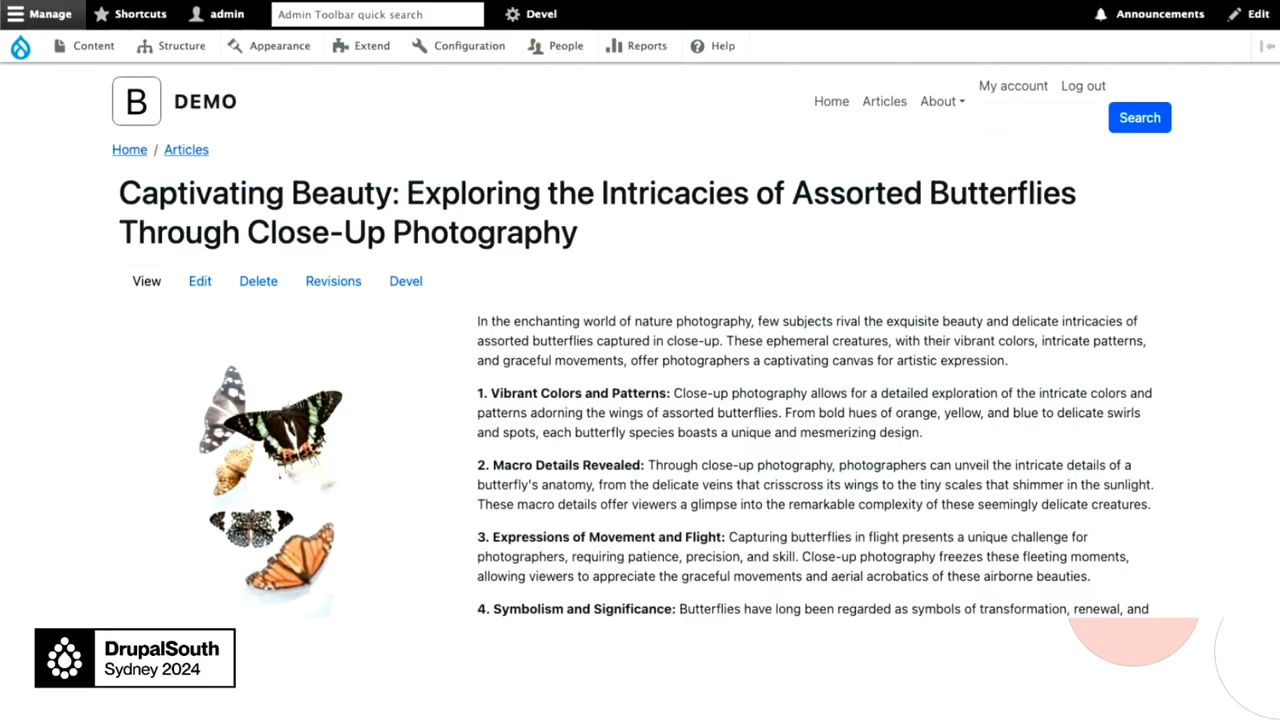 Manage Shortcuts admin Admin Toolbar quick search Devel Announcements Edit
Content Structure Appearance Extend Configuration People Reports Help
B DEMO
Home Articles About My account Log out
Search
Home / Articles
Captivating Beauty: Exploring the Intricacies of Assorted Butterflies
Through Close-Up Photography
View Edit Delete Revisions Devel
In the enchanting world of nature photography, few subjects rival the exquisite beauty and delicate intricacies of
assorted butterflies captured in close-up. These ephemeral creatures, with their vibrant colors, intricate patterns,
and graceful movements, offer photographers a captivating canvas for artistic expression.
1. Vibrant Colors and Patterns: Close-up photography allows for a detailed exploration of the intricate colors and
patterns adorning the wings of assorted butterflies. From bold hues of orange, yellow, and blue to delicate swirls
and spots, each butterfly species boasts a unique and mesmerizing design.
2. Macro Details Revealed: Through close-up photography, photographers can unveil the intricate details of a
butterfly's anatomy, from the delicate veins that crisscross its wings to the tiny scales that shimmer in the sunlight.
These macro details offer viewers a glimpse into the remarkable complexity of these seemingly delicate creatures.
3. Expressions of Movement and Flight: Capturing butterflies in flight presents a unique challenge for
photographers, requiring patience, precision, and skill. Close-up photography freezes these fleeting moments,
allowing viewers to appreciate the graceful movements and aerial acrobatics of these airborne beauties.
4. Symbolism and Significance: Butterflies have long been regarded as symbols of transformation, renewal, and
DrupalSouth
Sydney 2024